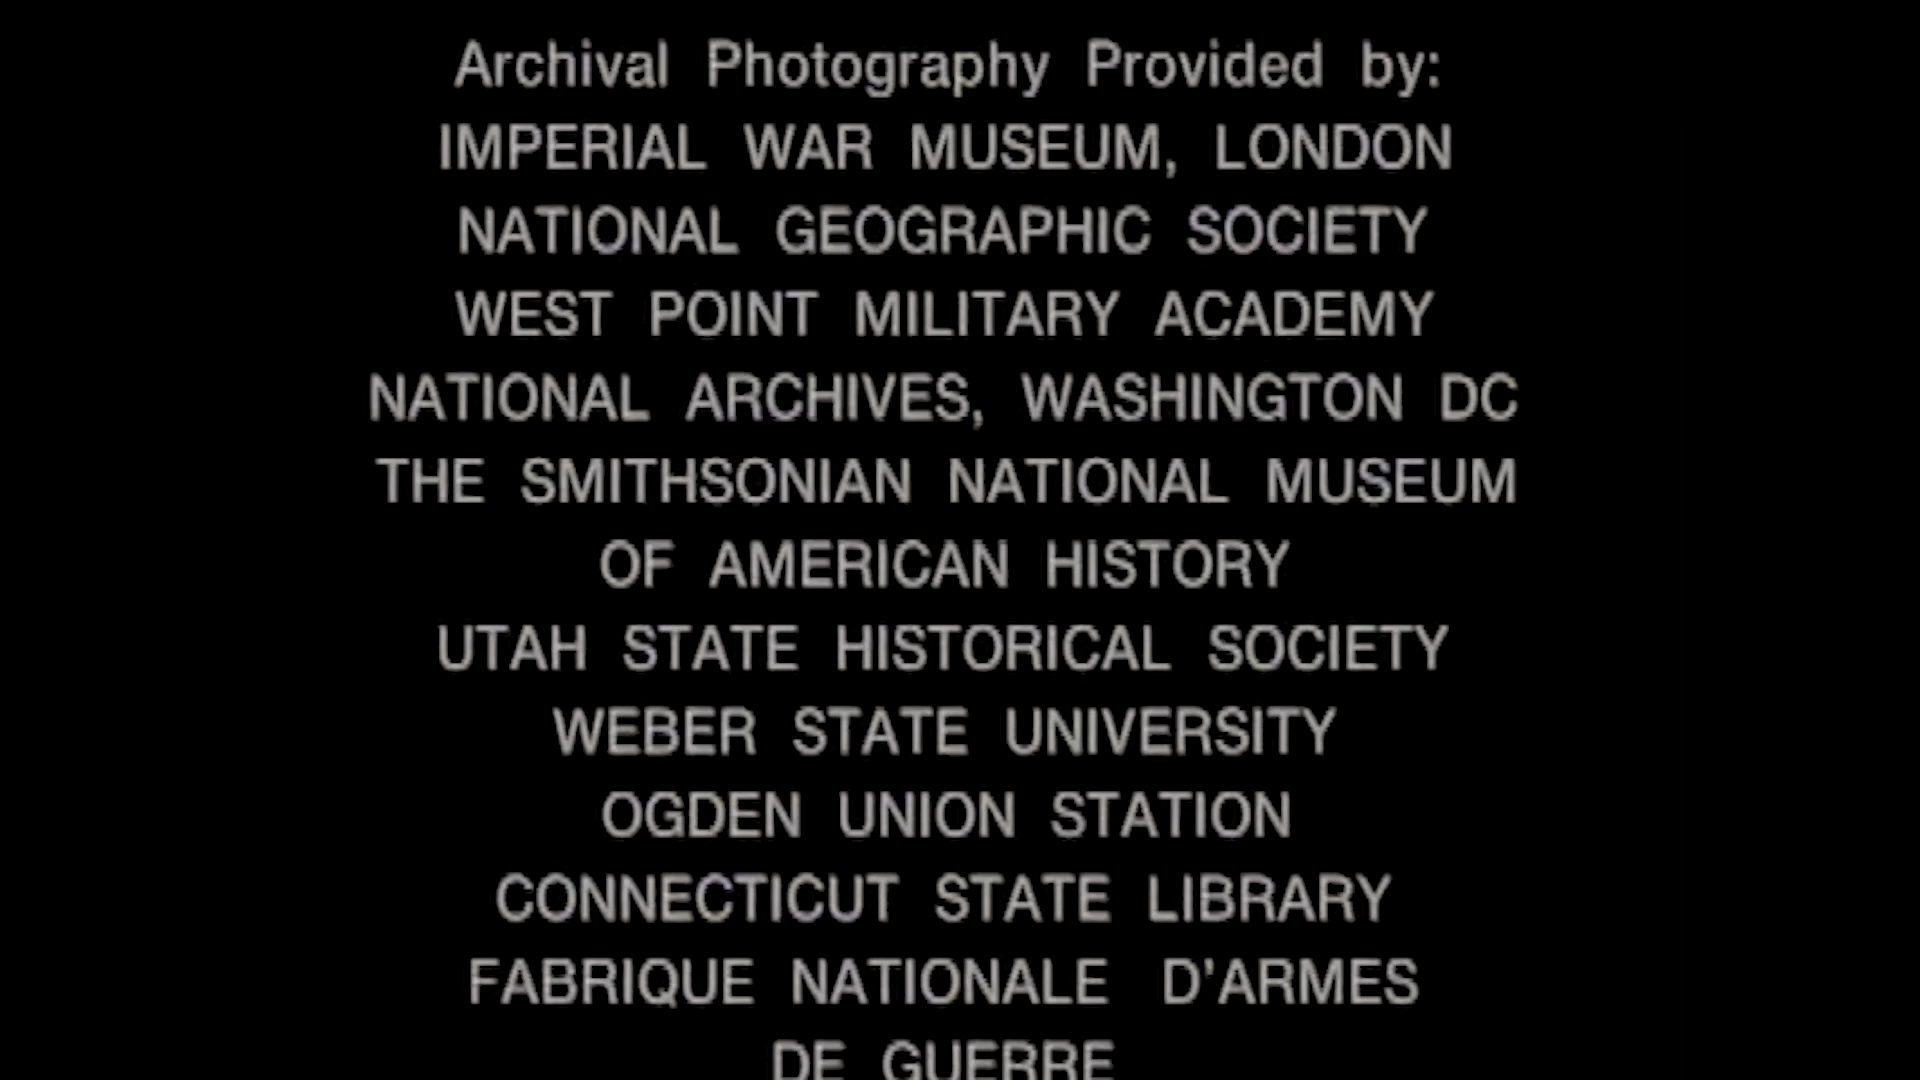 Archival Photography Provided by:
IMPERIAL WAR MUSEUM, LONDON
NATIONAL GEOGRAPHIC SOCIETY
WEST POINT MILITARY ACADEMY
NATIONAL ARCHIVES, WASHINGTON DC
THE SMITHSONIAN NATIONAL MUSEUM
OF AMERICAN HISTORY
UTAH STATE HISTORICAL SOCIETY
WEBER STATE UNIVERSITY
OGDEN UNION STATION
CONNECTICUT STATE LIBRARY
FABRIQUE NATIONALE D'ARMES
DE GUERRE